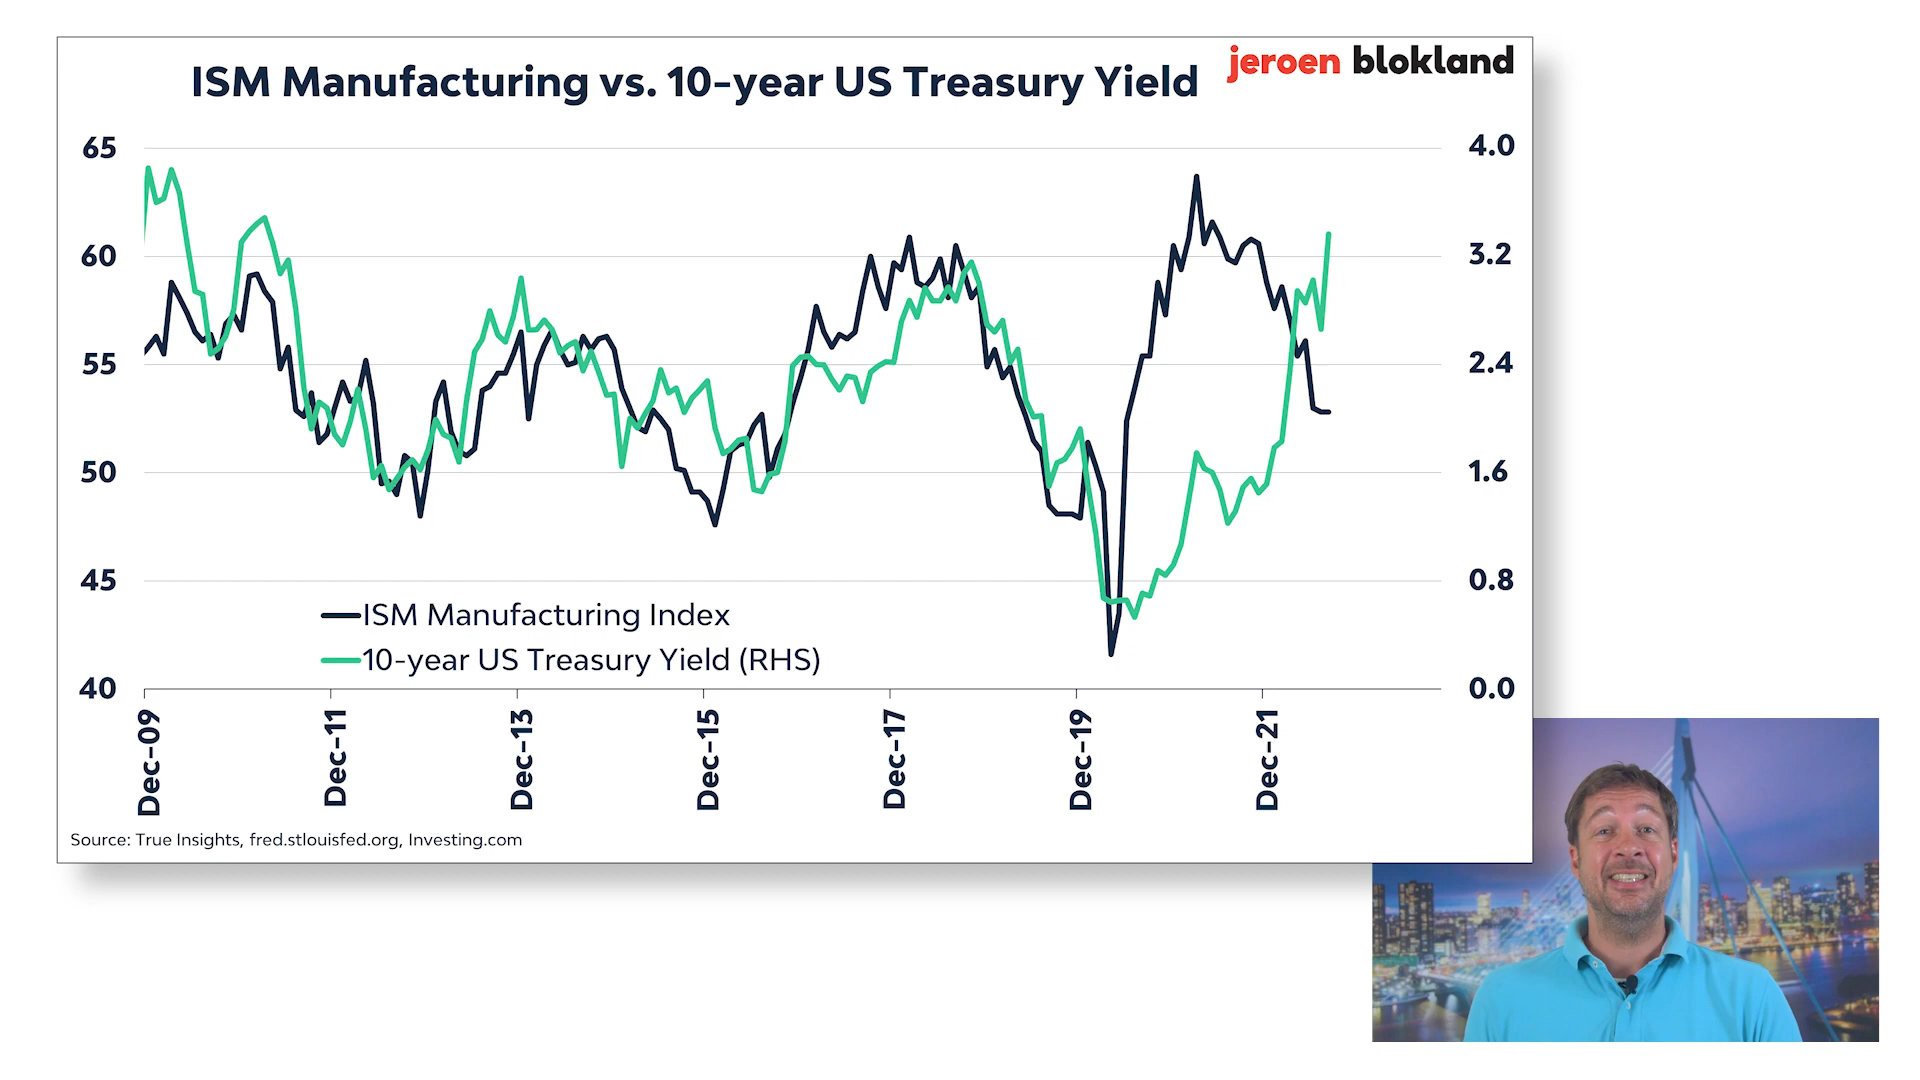 ISM Manufacturing vs. 10-year US Treasury Yield
jeroen blokland
65
60
55
50
45
40
4.0
3.2
2.4
1.6
0.8
0.0
ISM Manufacturing Index
10-year US Treasury Yield (RHS)
Dec-09
Dec-11
Dec-13
Dec-15
Dec-17
Dec-19
Dec-21
Source: True Insights, fred.stlouisfed.org, Investing.com